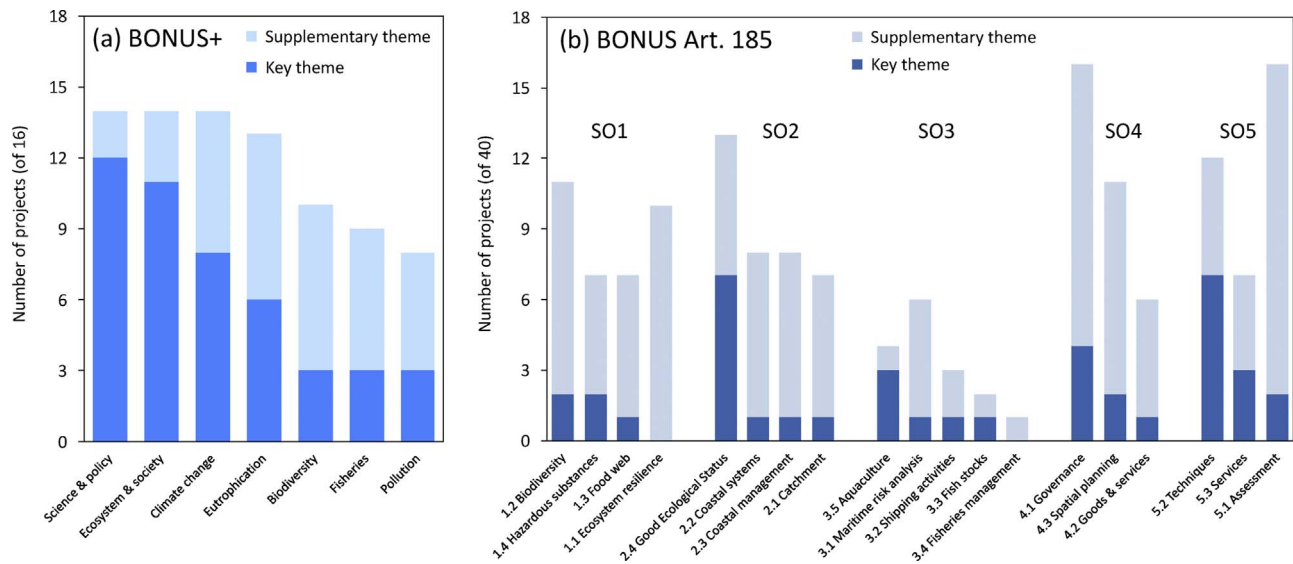 (a) BONUS+
Supplementary theme
Key theme
Number of projects (of 16)
18
15
12
9
6
3
0
Science & policy
Ecosystem & society
Climate change
Eutrophication
Biodiversity
Fisheries
Pollution
(b) BONUS Art. 185
Supplementary theme
Key theme
Number of projects (of 40)
18
15
12
9
6
3
0
SO1
SO2
SO3
SO4
SO5
1.2 Biodiversity
1.4 Hazardous substances
1.3 Food web
1.1 Ecosystem resilience
2.4 Good Ecological Status
2.2 Coastal systems
2.3 Coastal management
2.1 Catchment
3.5 Aquaculture
3.1 Maritime risk analysis
3.2 Shipping activities
3.3 Fish stocks
3.4 Fisheries management
4.1 Governance
4.3 Spatial planning
4.2 Goods & services
5.2 Techniques
5.3 Services
5.1 Assessment